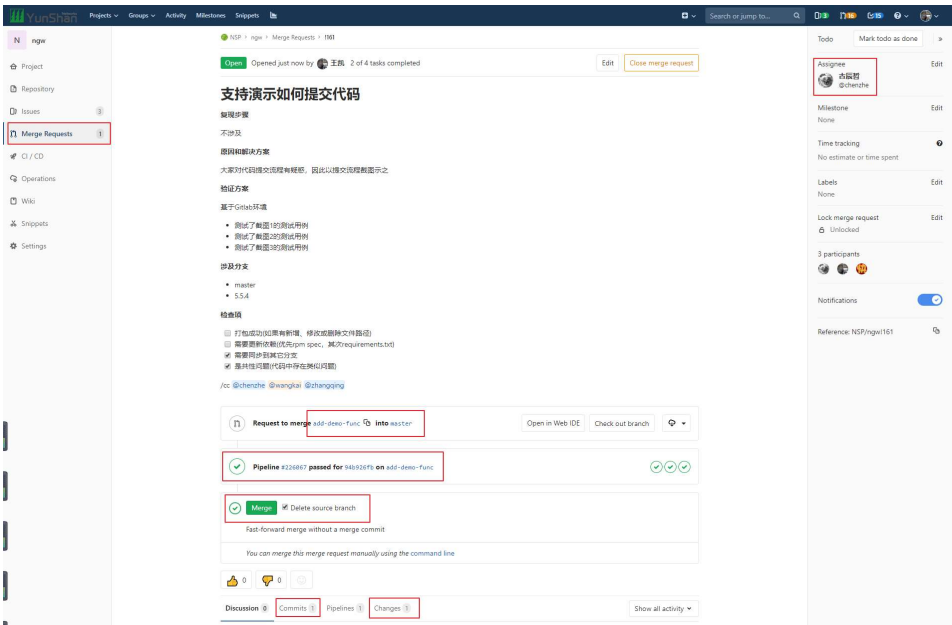 YunShan
Projects Groups Activity Milestones Snippets
Search or jump to...
3 16 15
N ngw
Project
Repository
Issues 3
Merge Requests 1
CI / CD
Operations
Wiki
Snippets
Settings
NSP › ngw › Merge Requests › !161
Open Opened just now by 王凯 2 of 4 tasks completed
Edit Close merge request
支持演示如何提交代码
复现步骤
不涉及
原因和解决方案
大家对代码提交流程有疑惑，因此以提交流程截图示之
验证方案
基于Gitlab环境
测试了截图1的测试用例
测试了截图2的测试用例
测试了截图3的测试用例
涉及分支
master
5.5.4
检查项
打包成功(如果有新增、修改或删除文件路径)
需要更新依赖(优先rpm spec，其次requirements.txt)
需要同步到其它分支
是共性问题(代码中存在类似问题)
/cc @chenzhe @wangkai @zhangqing
Request to merge add-demo-func into master
Open in Web IDE Check out branch
Pipeline #226867 passed for 94b926fb on add-demo-func
Merge Delete source branch
Fast-forward merge without a merge commit
You can merge this merge request manually using the command line
0 0
Discussion 0 Commits 1 Pipelines 1 Changes 1
Show all activity
Todo Mark todo as done »
Assignee Edit
古辰哲
@chenzhe
Milestone Edit
None
Time tracking
No estimate or time spent
Labels Edit
None
Lock merge request Edit
Unlocked
3 participants
Notifications
Reference: NSP/ngw!161